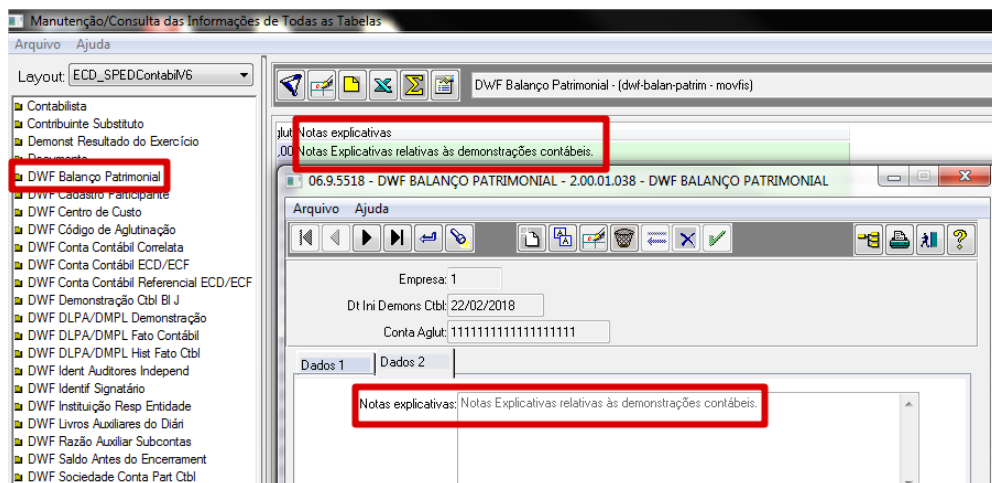 Manutenção/Consulta das Informações de Todas as Tabelas
Arquivo Ajuda
Layout: ECD_SPEDContabilV6
DWF Balanço Patrimonial - (dwf-balan-patrim - movfis)
Contabilista
Contribuinte Substituto
Demonst Resultado do Exercício
Documento
DWF Balanço Patrimonial
DWF Cadastro Participante
DWF Centro de Custo
DWF Código de Aglutinação
DWF Conta Contábil Correlata
DWF Conta Contábil ECD/ECF
DWF Conta Contábil Referencial ECD/ECF
DWF Demonstração Ctbl Bl J
DWF DLPA/DMPL Demonstração
DWF DLPA/DMPL Fato Contábil
DWF DLPA/DMPL Hist Fato Ctbl
DWF Ident Auditores Independ
DWF Identif Signatário
DWF Instituição Resp Entidade
DWF Livros Auxiliares do Diári
DWF Razão Auxiliar Subcontas
DWF Saldo Antes do Encerrament
DWF Sociedade Conta Part Ctbl
glut Notas explicativas
,00 Notas Explicativas relativas às demonstrações contábeis.
06.9.5518 - DWF BALANÇO PATRIMONIAL - 2.00.01.038 - DWF BALANÇO PATRIMONIAL
Arquivo Ajuda
Empresa: 1
Dt Ini Demons Ctbl: 22/02/2018
Conta Aglut: 1111111111111111111
Dados 1 Dados 2
Notas explicativas: Notas Explicativas relativas às demonstrações contábeis.